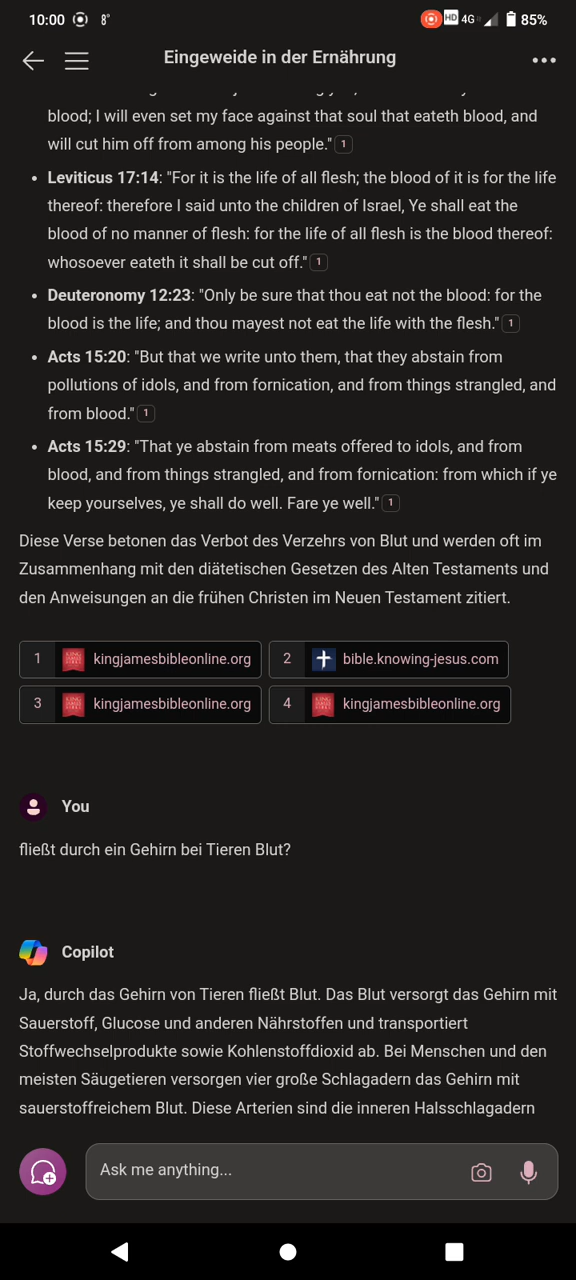 10:00 8° HD 4G 85%
Eingeweide in der Ernährung
blood; I will even set my face against that soul that eateth blood, and
will cut him off from among his people." 1
• Leviticus 17:14: "For it is the life of all flesh; the blood of it is for the life
thereof: therefore I said unto the children of Israel, Ye shall eat the
blood of no manner of flesh: for the life of all flesh is the blood thereof:
whosoever eateth it shall be cut off." 1
• Deuteronomy 12:23: "Only be sure that thou eat not the blood: for the
blood is the life; and thou mayest not eat the life with the flesh." 1
• Acts 15:20: "But that we write unto them, that they abstain from
pollutions of idols, and from fornication, and from things strangled, and
from blood." 1
• Acts 15:29: "That ye abstain from meats offered to idols, and from
blood, and from things strangled, and from fornication: from which if ye
keep yourselves, ye shall do well. Fare ye well." 1
Diese Verse betonen das Verbot des Verzehrs von Blut und werden oft im
Zusammenhang mit den diätetischen Gesetzen des Alten Testaments und
den Anweisungen an die frühen Christen im Neuen Testament zitiert.
1 kingjamesbibleonline.org 2 bible.knowing-jesus.com
3 kingjamesbibleonline.org 4 kingjamesbibleonline.org
You
fließt durch ein Gehirn bei Tieren Blut?
Copilot
Ja, durch das Gehirn von Tieren fließt Blut. Das Blut versorgt das Gehirn mit
Sauerstoff, Glucose und anderen Nährstoffen und transportiert
Stoffwechselprodukte sowie Kohlenstoffdioxid ab. Bei Menschen und den
meisten Säugetieren versorgen vier große Schlagadern das Gehirn mit
sauerstoffreichem Blut. Diese Arterien sind die inneren Halsschlagadern
Ask me anything...